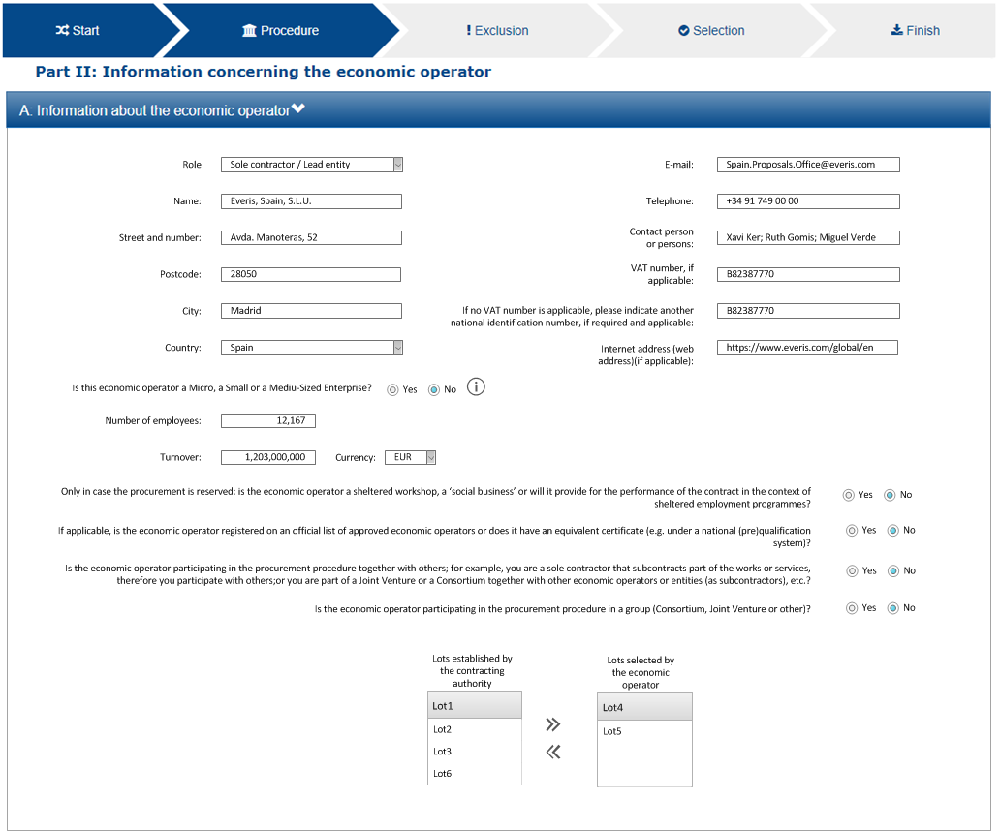 Start
Procedure
Exclusion
Selection
Finish
Part II: Information concerning the economic operator
A: Information about the economic operator
Role
Sole contractor / Lead entity
E-mail:
Spain.Proposals.Office@everis.com
Name:
Everis, Spain, S.L.U.
Telephone:
+34 91 749 00 00
Street and number:
Avda. Manoteras, 52
Contact person
or persons:
Xavi Ker; Ruth Gomis; Miguel Verde
Postcode:
28050
VAT number, if
applicable:
B82387770
City:
Madrid
If no VAT number is applicable, please indicate another
national identification number, if required and applicable:
B82387770
Country:
Spain
Internet address (web
address)(if applicable):
https://www.everis.com/global/en
Is this economic operator a Micro, a Small or a Mediu-Sized Enterprise?
Yes
No
Number of employees:
12,167
Turnover:
1,203,000,000
Currency:
EUR
Only in case the procurement is reserved: is the economic operator a sheltered workshop, a ‘social business’ or will it provide for the performance of the contract in the context of
sheltered employment programmes?
Yes
No
If applicable, is the economic operator registered on an official list of approved economic operators or does it have an equivalent certificate (e.g. under a national (pre)qualification
system)?
Yes
No
Is the economic operator participating in the procurement procedure together with others; for example, you are a sole contractor that subcontracts part of the works or services,
therefore you participate with others;or you are part of a Joint Venture or a Consortium together with other economic operators or entities (as subcontractors), etc.?
Yes
No
Is the economic operator participating in the procurement procedure in a group (Consortium, Joint Venture or other)?
Yes
No
Lots established by
the contracting
authority
Lot1
Lot2
Lot3
Lot6
Lots selected by
the economic
operator
Lot4
Lot5